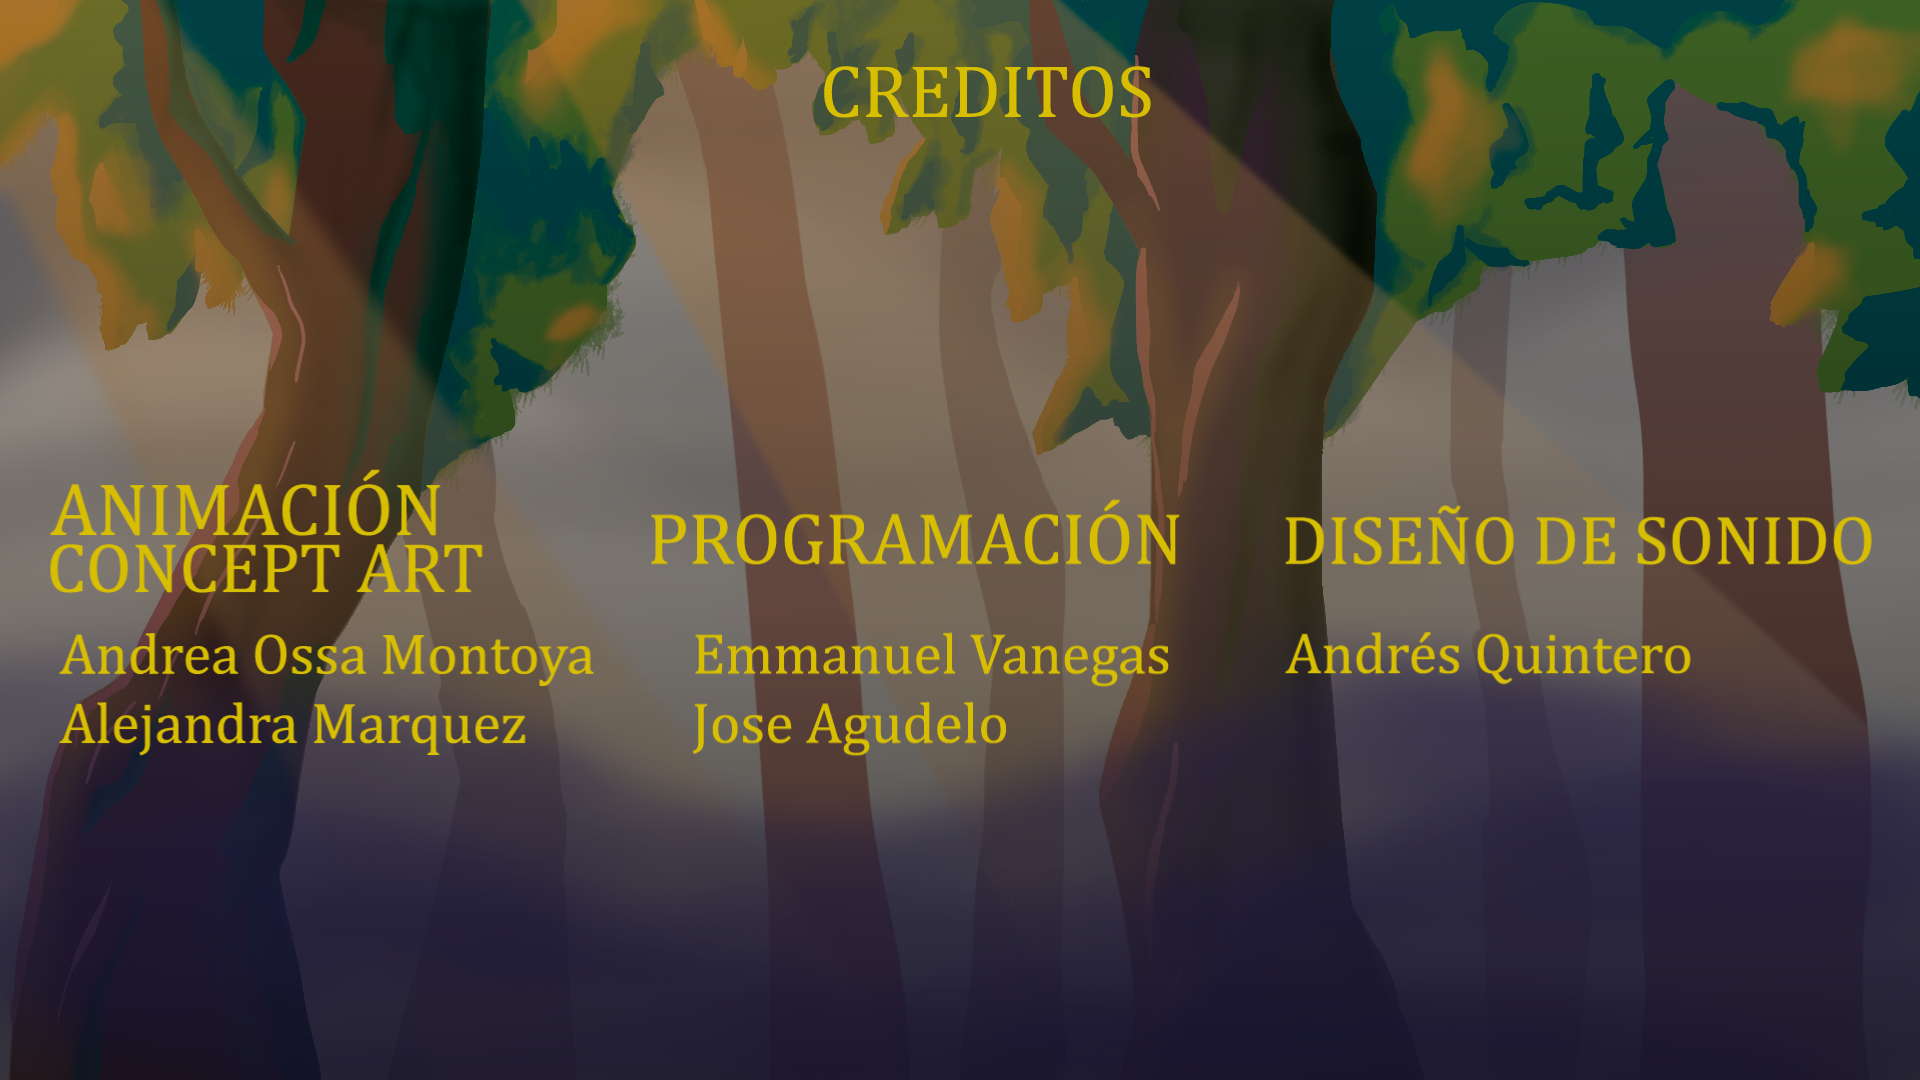 CREDITOS
ANIMACIÓN
CONCEPT ART
Andrea Ossa Montoya
Alejandra Marquez
PROGRAMACIÓN
Emmanuel Vanegas
Jose Agudelo
DISEÑO DE SONIDO
Andrés Quintero